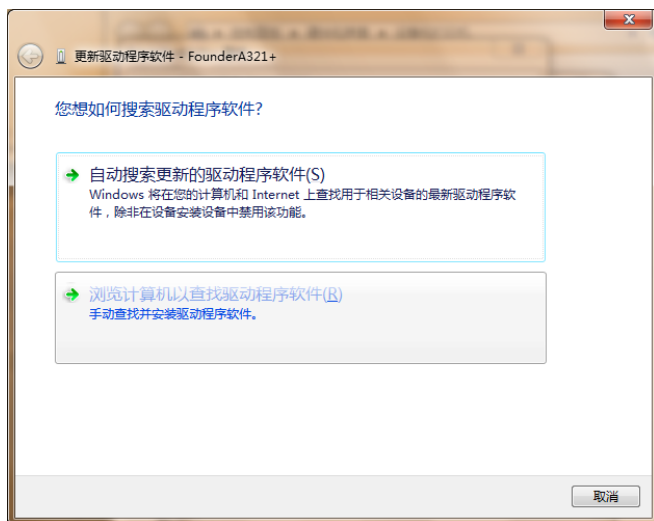 更新驱动程序软件 - FounderA321+
您想如何搜索驱动程序软件?
自动搜索更新的驱动程序软件(S)
Windows 将在您的计算机和 Internet 上查找用于相关设备的最新驱动程序软
件，除非在设备安装设备中禁用该功能。
浏览计算机以查找驱动程序软件(R)
手动查找并安装驱动程序软件。
取消